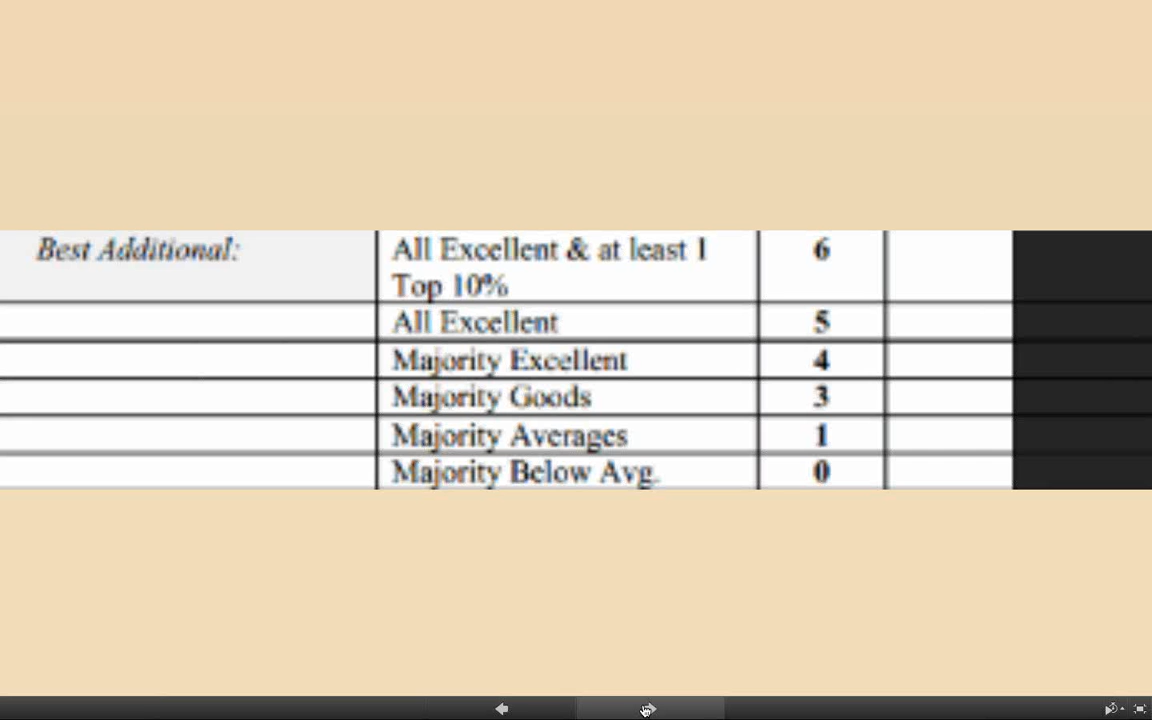 Best Additional: All Excellent & at least 1
Top 10% 6
All Excellent 5
Majority Excellent 4
Majority Goods 3
Majority Averages 1
Majority Below Avg. 0